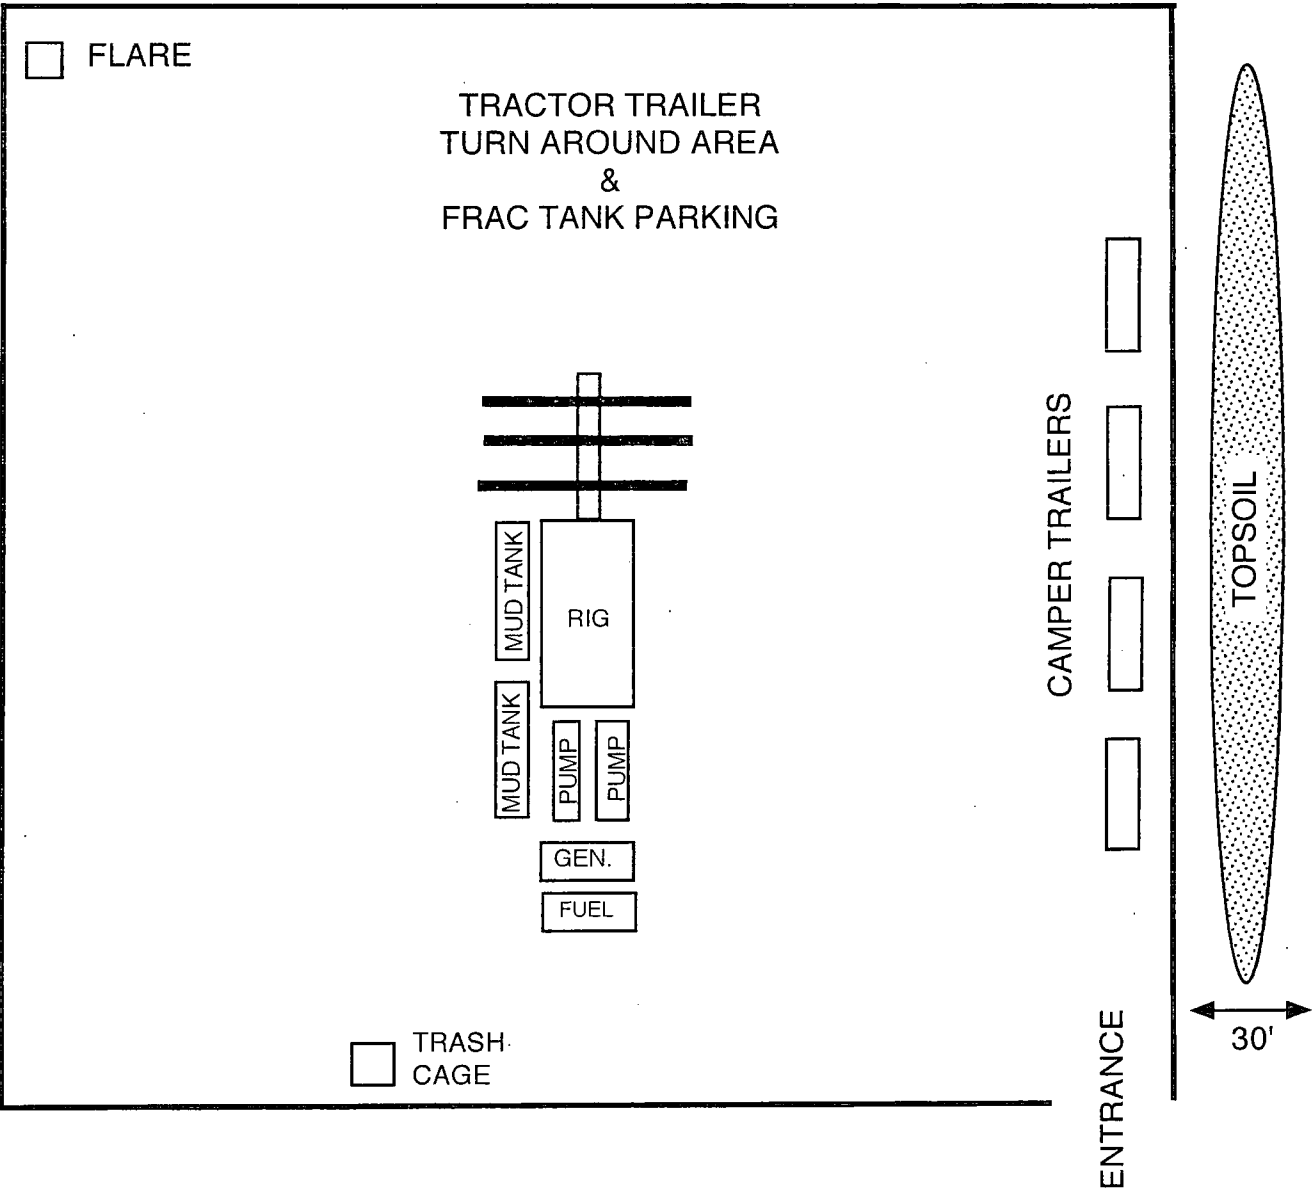 FLARE
TRACTOR TRAILER
TURN AROUND AREA
&
FRAC TANK PARKING
CAMPER TRAILERS
TOPSOIL
MUD TANK
RIG
MUD TANK
PUMP
PUMP
GEN.
FUEL
TRASH
CAGE
ENTRANCE
30'